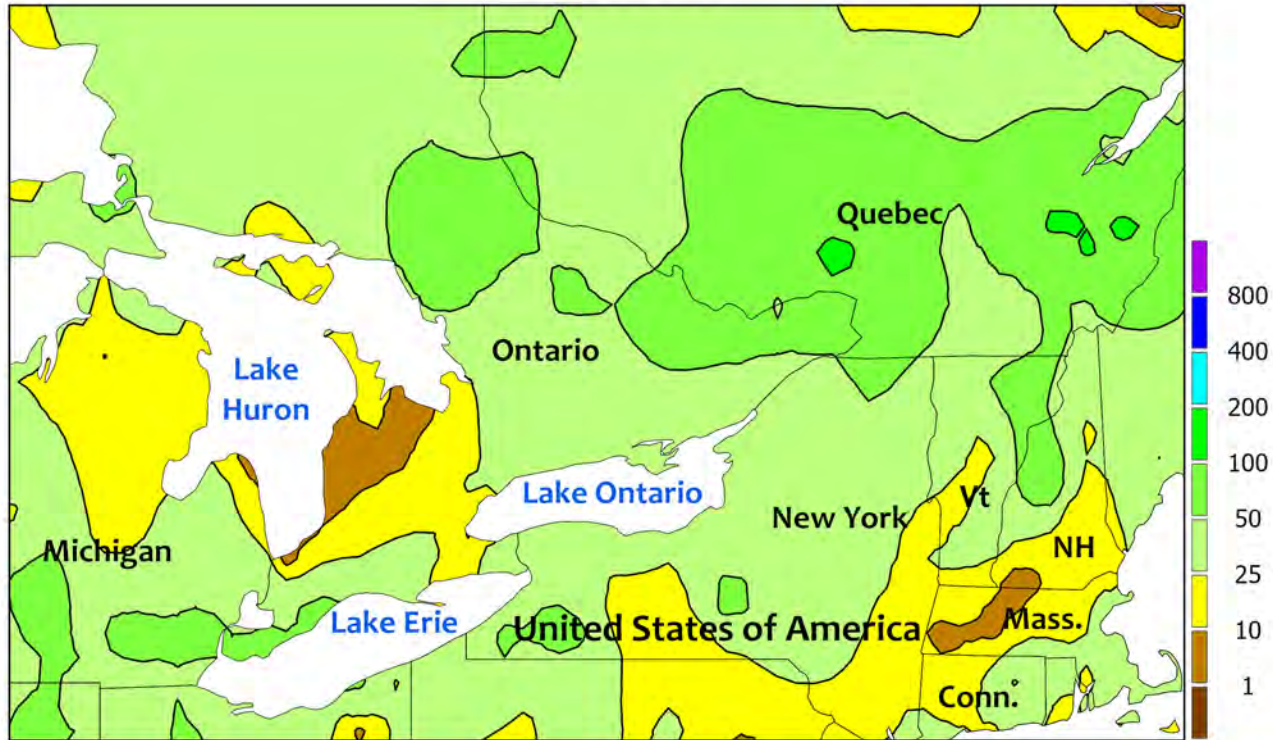 Quebec
Ontario
Lake
Huron
Lake Ontario
New York
Vt
NH
Michigan
Lake Erie
United States of America
Mass.
Conn.
800
400
200
100
50
25
10
1